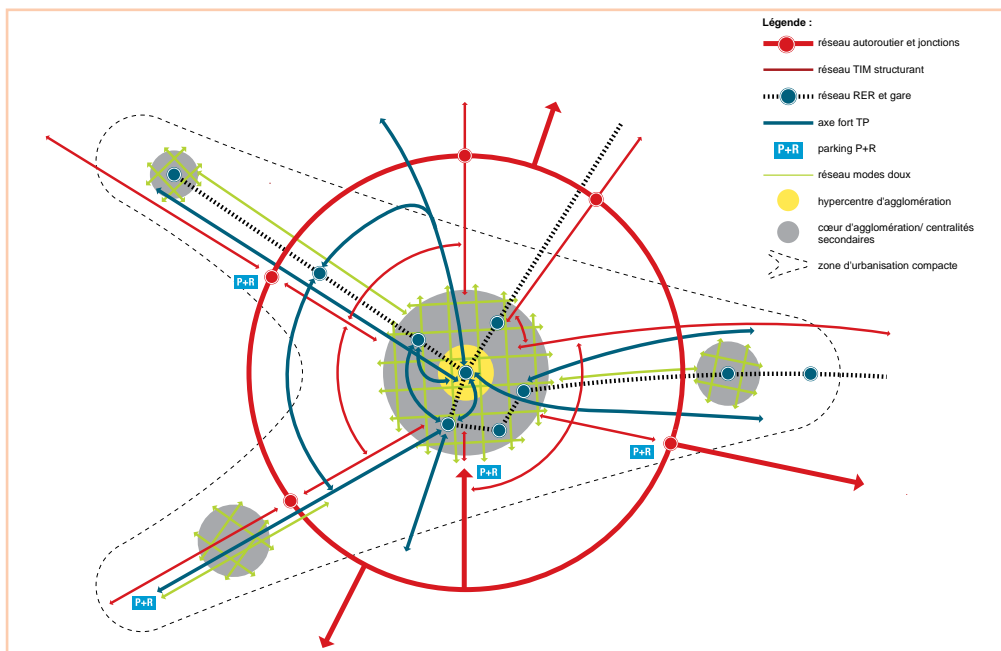 Légende :
réseau autoroutier et jonctions
réseau TIM structurant
réseau RER et gare
axe fort TP
P+R parking P+R
réseau modes doux
hypercentre d'agglomération
cœur d'agglomération/ centralités
secondaires
zone d'urbanisation compacte
P+R
P+R
P+R
P+R